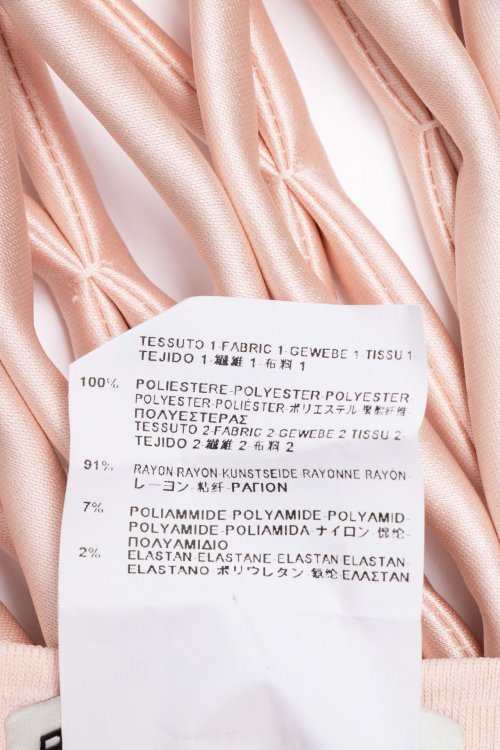 TESSUTO 1-FABRIC 1-GEWEBE 1-TISSU 1-
TEJIDO 1-繊維 1-布料 1
100% POLIESTERE-POLYESTER-POLYESTER
POLYESTER-POLIÉSTER-ポリエステル-聚酯纤维-
ΠΟΛΥΕΣΤΕΡΑΣ
TESSUTO 2-FABRIC 2-GEWEBE 2-TISSU 2-
TEJIDO 2-繊維 2-布料 2
91% RAYON-RAYON-KUNSTSEIDE-RAYONNE-RAYON-
レーヨン-粘纤-ΡΑΓΙΟΝ
7% POLIAMMIDE-POLYAMIDE-POLYAMID-
POLYAMIDE-POLIAMIDA-ナイロン-锦纶-
ΠΟΛΥΑΜΙΔΙΟ
2% ELASTAN-ELASTANE-ELASTAN-ELASTAN-
ELASTANO-ポリウレタン-氨纶-ΕΛΑΣΤΑΝ